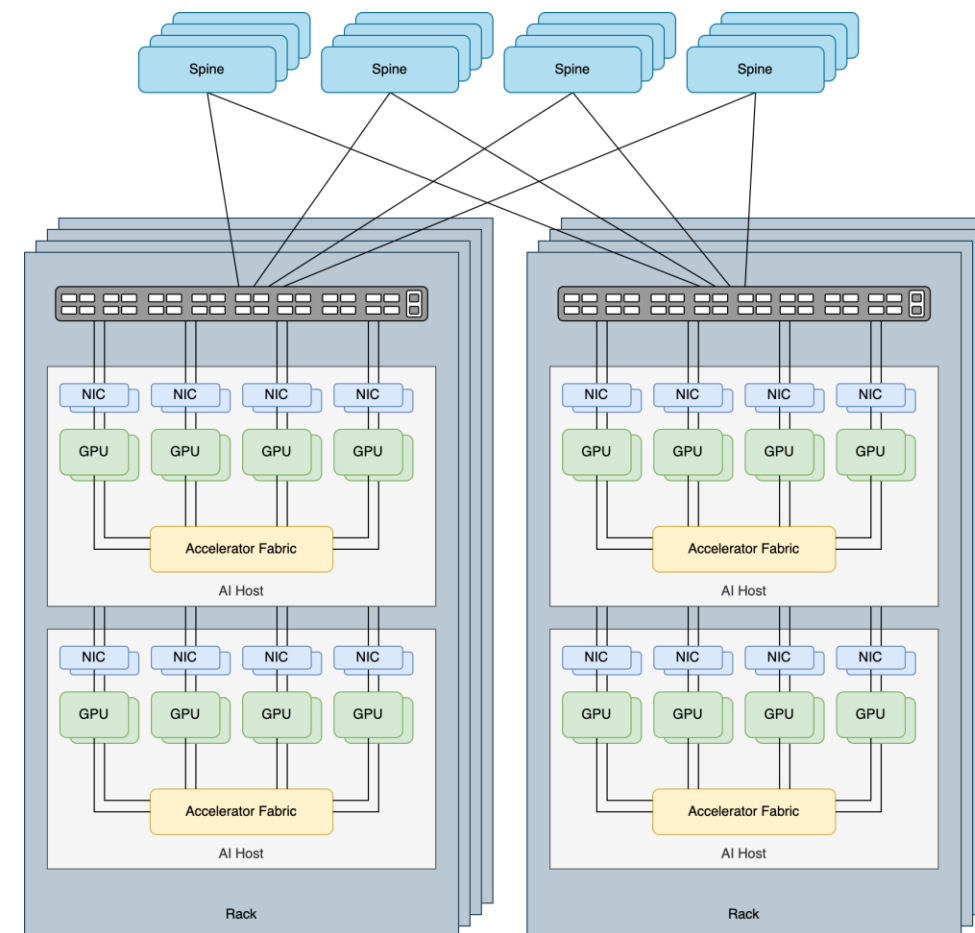 Spine Spine Spine Spine
NIC NIC NIC NIC NIC NIC NIC NIC
GPU GPU GPU GPU GPU GPU GPU GPU
Accelerator Fabric Accelerator Fabric
AI Host AI Host
NIC NIC NIC NIC NIC NIC NIC NIC
GPU GPU GPU GPU GPU GPU GPU GPU
Accelerator Fabric Accelerator Fabric
AI Host AI Host
Rack Rack